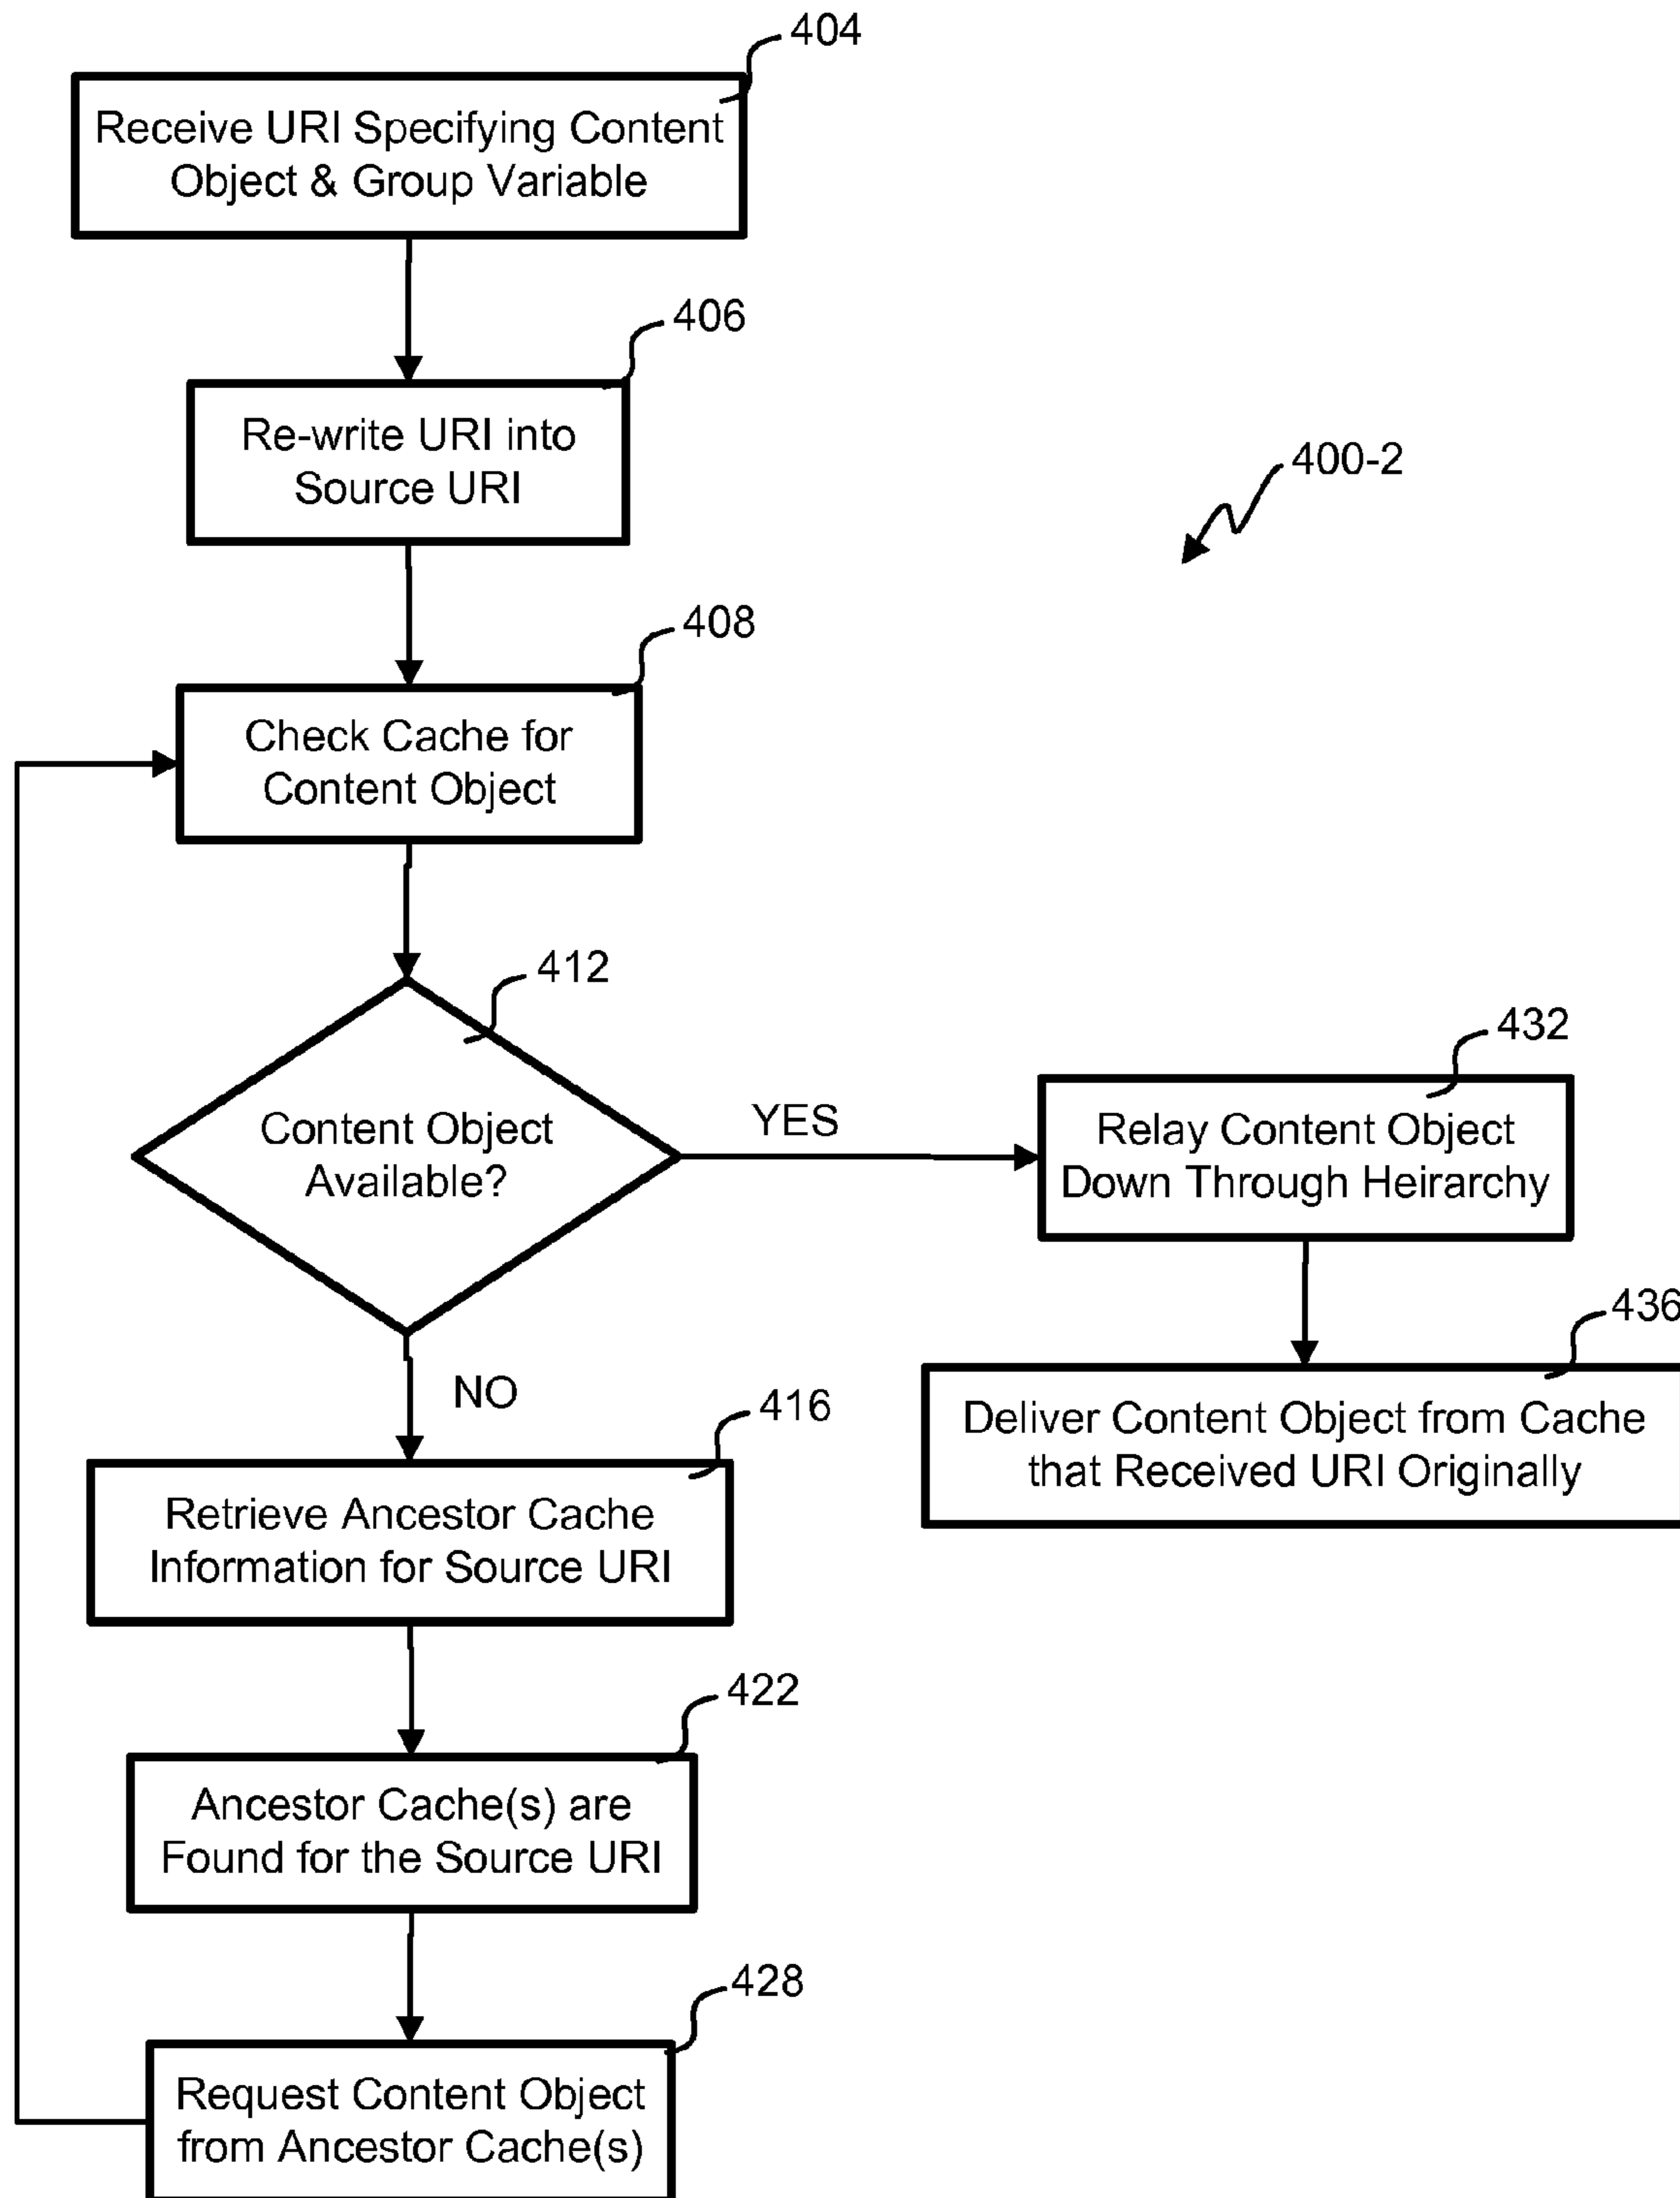 404
Receive URI Specifying Content
Object & Group Variable
406
Re-write URI into
Source URI
400-2
408
Check Cache for
Content Object
412
Content Object
Available?
YES
432
Relay Content Object
Down Through Heirarchy
436
Deliver Content Object from Cache
that Received URI Originally
NO
416
Retrieve Ancestor Cache
Information for Source URI
422
Ancestor Cache(s) are
Found for the Source URI
428
Request Content Object
from Ancestor Cache(s)